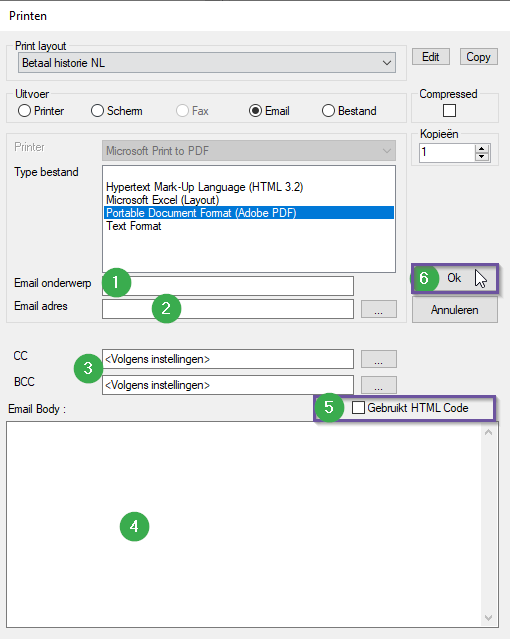 Printen
Print layout
Betaal historie NL
Edit
Copy
Uitvoer
Printer
Scherm
Fax
Email
Bestand
Compressed
Kopieën
1
Printer
Microsoft Print to PDF
Type bestand
Hypertext Mark-Up Language (HTML 3.2)
Microsoft Excel (Layout)
Portable Document Format (Adobe PDF)
Text Format
Email onderwerp
1
6
Ok
Email adres
2
...
Annuleren
CC
<Volgens instellingen>
...
3
BCC
<Volgens instellingen>
...
Email Body :
5
Gebruikt HTML Code
4